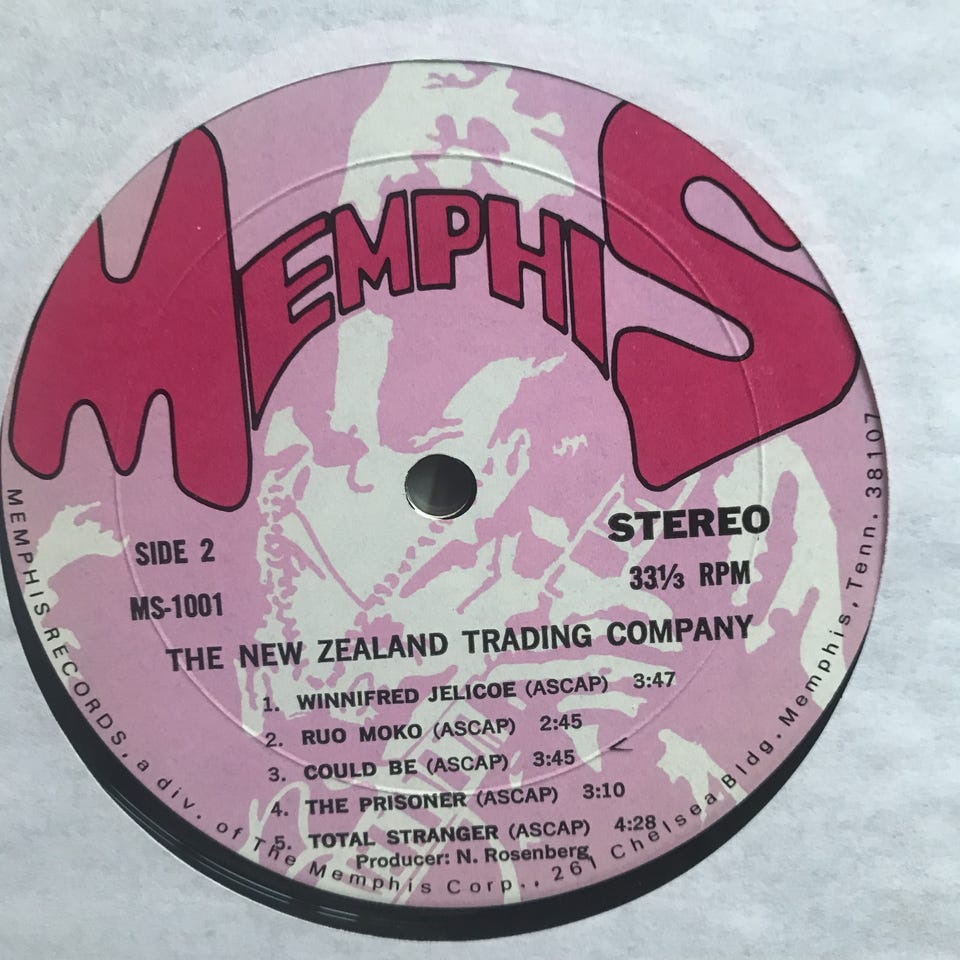 MEMPHIS
STEREO
33⅓ RPM
SIDE 2
MS-1001
THE NEW ZEALAND TRADING COMPANY
1. WINNIFRED JELICOE (ASCAP) 3:47
2. RUO MOKO (ASCAP) 2:45
3. COULD BE (ASCAP) 3:45
4. THE PRISONER (ASCAP) 3:10
5. TOTAL STRANGER (ASCAP) 4:28
Producer: N. Rosenberg
MEMPHIS RECORDS, a div. of The Memphis Corp., 261 Chelsea Bldg. Memphis, Tenn. 38107